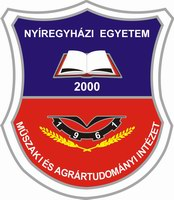 NYÍREGYHÁZI EGYETEM
2000
1961
MŰSZAKI ÉS AGRÁRTUDOMÁNYI INTÉZET